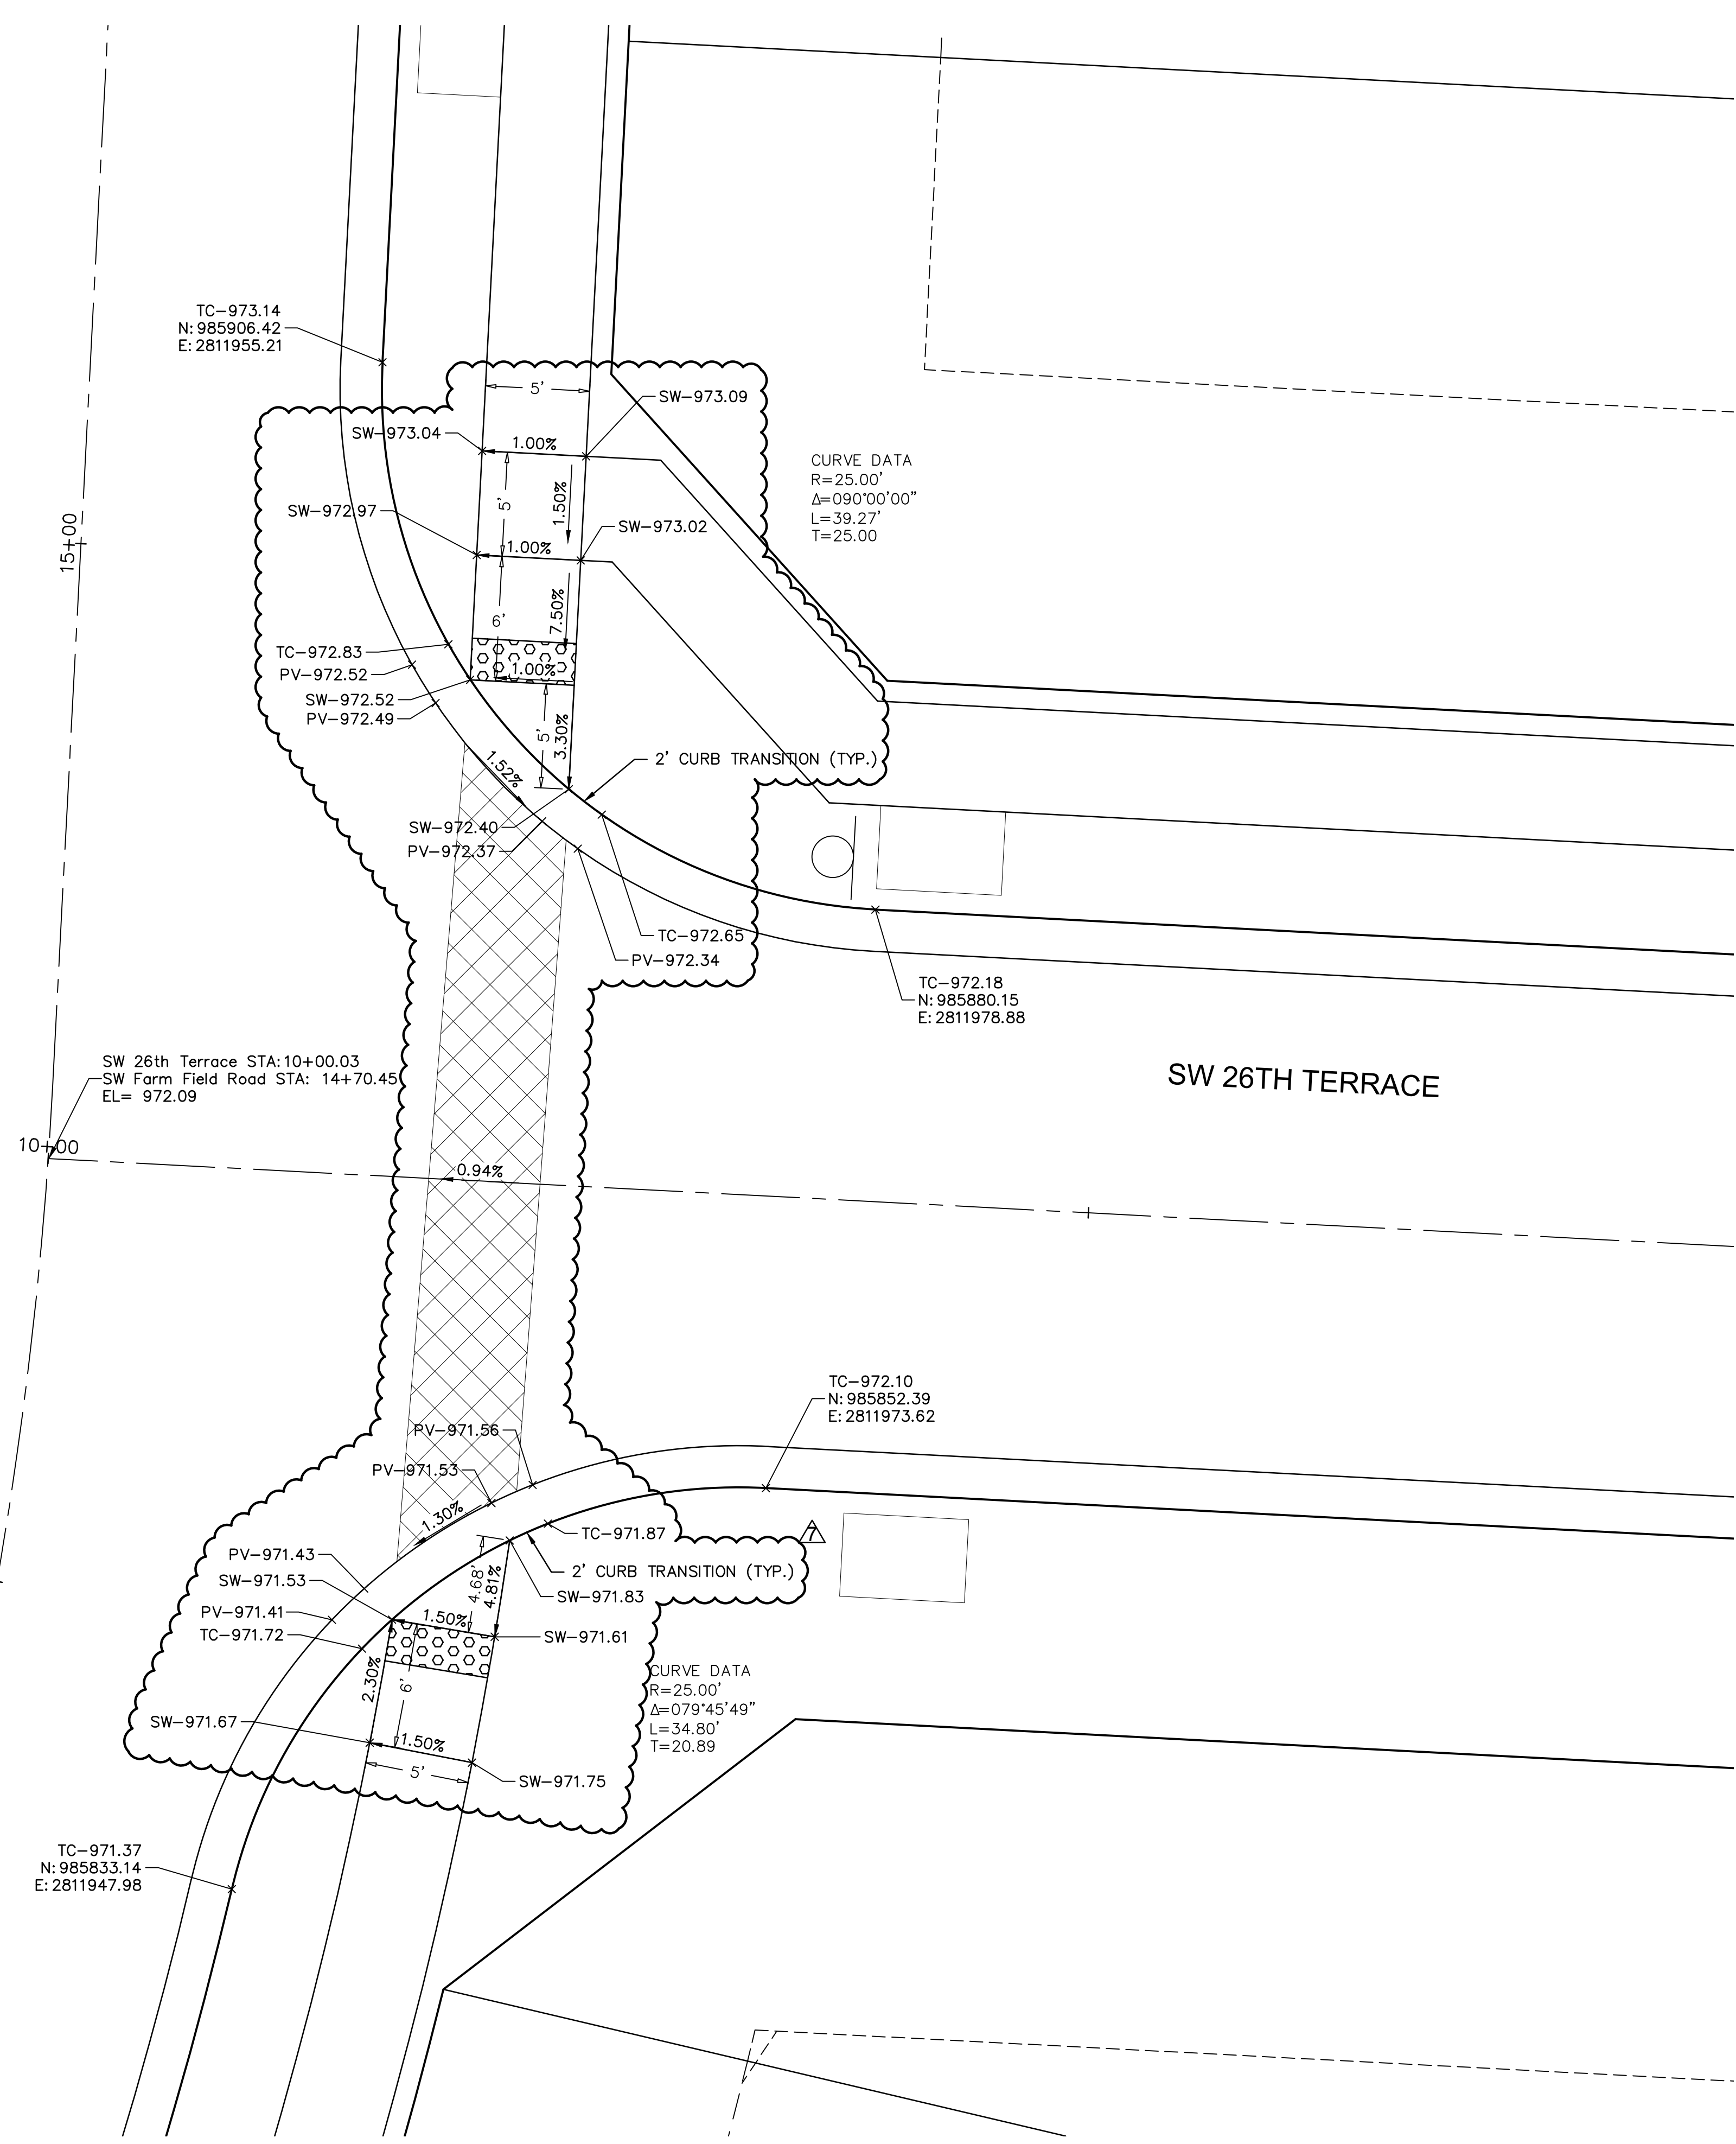 TC-973.14
N: 985906.42
E: 2811955.21
5'
SW-973.09
SW-973.04
1.00%
CURVE DATA
R=25.00'
Δ=090°00'00"
L=39.27'
T=25.00
5'
1.50%
SW-972.97
SW-973.02
15+00
1.00%
7.50%
6'
TC-972.83
PV-972.52
1.00%
SW-972.52
PV-972.49
5'
3.30%
2' CURB TRANSITION (TYP.)
1.52%
SW-972.40
PV-972.37
TC-972.65
PV-972.34
TC-972.18
N: 985880.15
E: 2811978.88
SW 26th Terrace STA: 10+00.03
SW Farm Field Road STA: 14+70.45
EL= 972.09
SW 26TH TERRACE
10+00
0.94%
TC-972.10
N: 985852.39
E: 2811973.62
PV-971.56
PV-971.53
1.30%
TC-971.87
7
PV-971.43
2' CURB TRANSITION (TYP.)
SW-971.53
4.68'
4.81%
SW-971.83
PV-971.41
1.50%
TC-971.72
SW-971.61
2.30%
6'
CURVE DATA
R=25.00'
Δ=079°45'49"
L=34.80'
T=20.89
SW-971.67
1.50%
5'
SW-971.75
TC-971.37
N: 985833.14
E: 2811947.98